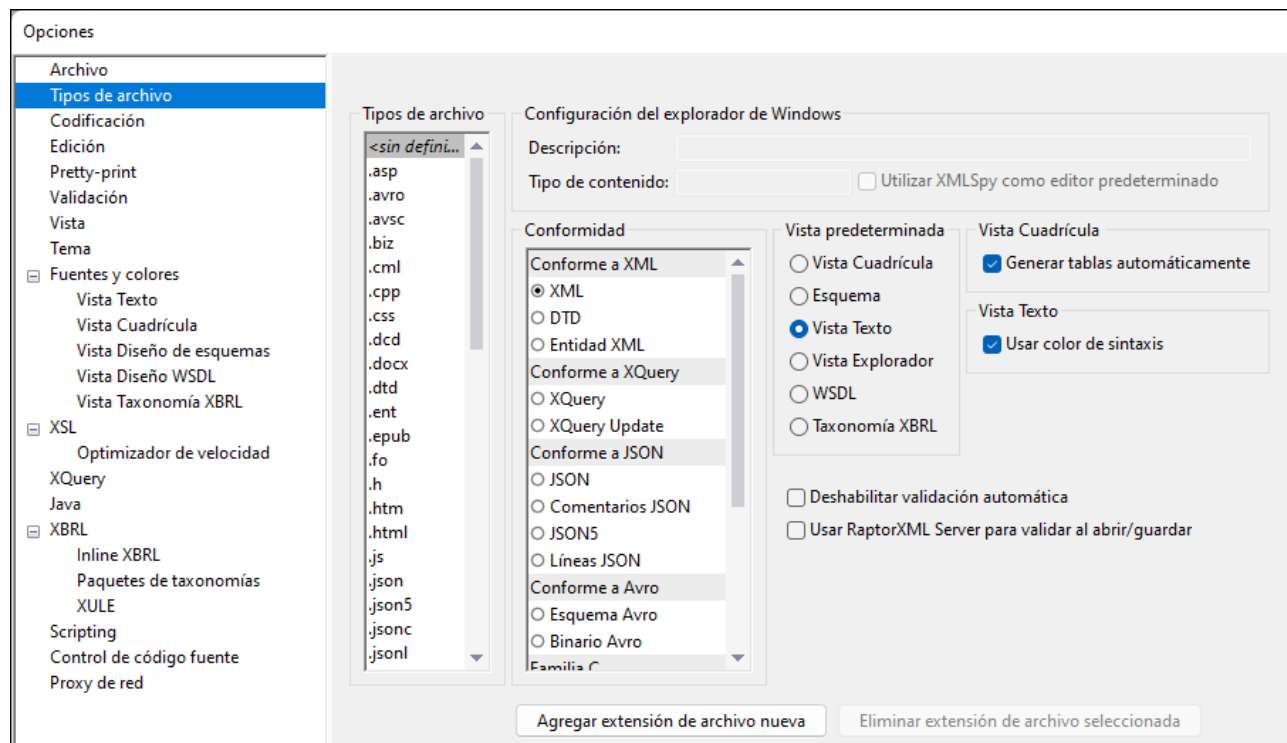 Opciones
Archivo
Tipos de archivo
Codificación
Edición
Pretty-print
Validación
Vista
Tema
Fuentes y colores
Vista Texto
Vista Cuadrícula
Vista Diseño de esquemas
Vista Diseño WSDL
Vista Taxonomía XBRL
XSL
Optimizador de velocidad
XQuery
Java
XBRL
Inline XBRL
Paquetes de taxonomías
XULE
Scripting
Control de código fuente
Proxy de red
Tipos de archivo
<sin defini...
.asp
.avro
.avsc
.biz
.cml
.cpp
.css
.dcd
.docx
.dtd
.ent
.epub
.fo
.h
.htm
.html
.js
.json
.json5
.jsonc
.jsonl
Configuración del explorador de Windows
Descripción:
Tipo de contenido:
Utilizar XMLSpy como editor predeterminado
Conformidad
Conforme a XML
XML
DTD
Entidad XML
Conforme a XQuery
XQuery
XQuery Update
Conforme a JSON
JSON
Comentarios JSON
JSON5
Líneas JSON
Conforme a Avro
Esquema Avro
Binario Avro
Familia C
Vista predeterminada
Vista Cuadrícula
Esquema
Vista Texto
Vista Explorador
WSDL
Taxonomía XBRL
Vista Cuadrícula
Generar tablas automáticamente
Vista Texto
Usar color de sintaxis
Deshabilitar validación automática
Usar RaptorXML Server para validar al abrir/guardar
Agregar extensión de archivo nueva
Eliminar extensión de archivo seleccionada